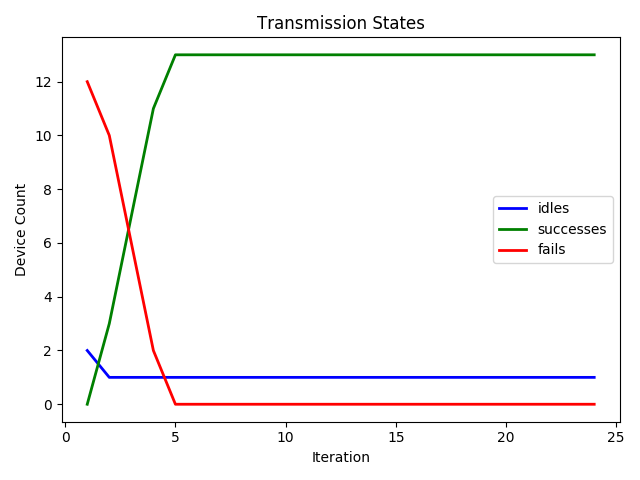 Transmission States
Device Count
12
10
8
6
4
2
0
idles
successes
fails
0 5 10 15 20 25
Iteration